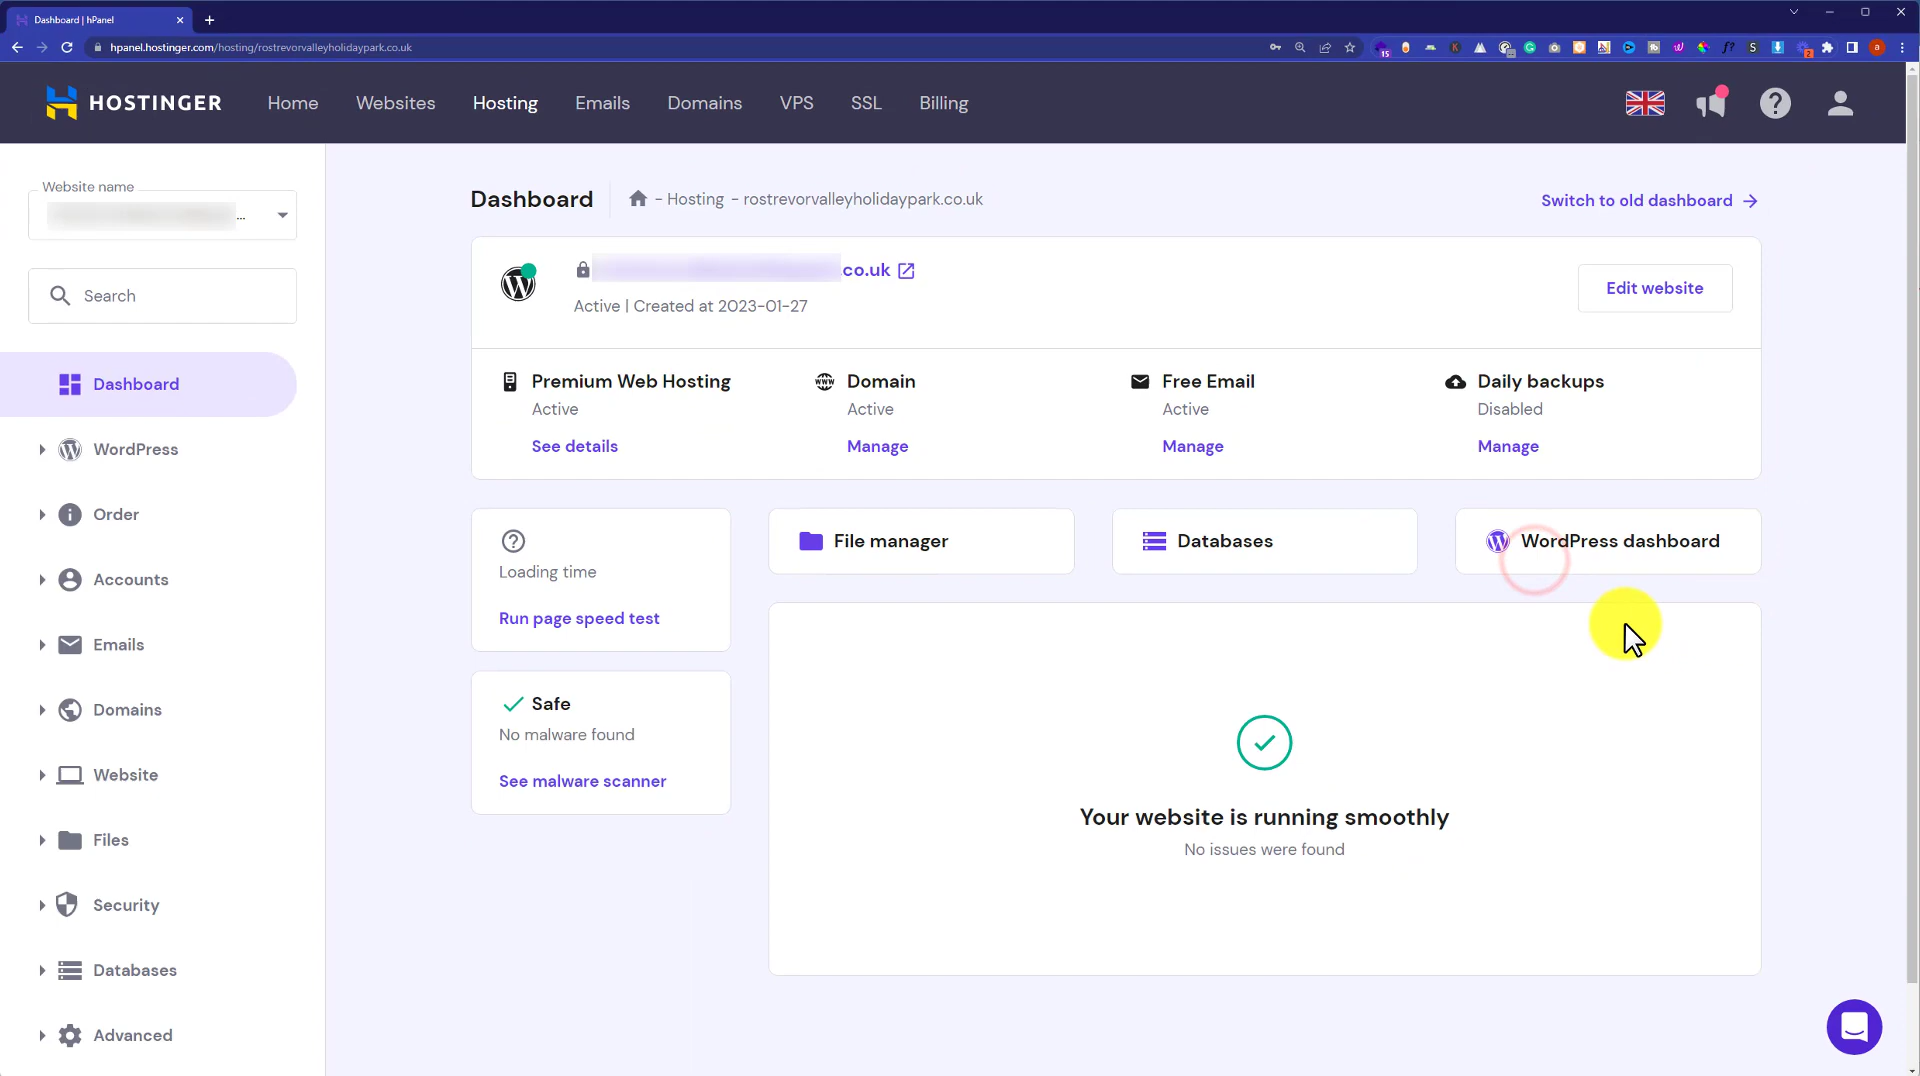 Dashboard | hPanel
hpanel.hostinger.com/hosting/rostrevorvalleyholidaypark.co.uk
HOSTINGER
Home
Websites
Hosting
Emails
Domains
VPS
SSL
Billing
Website name
...
Search
Dashboard
WordPress
Order
Accounts
Emails
Domains
Website
Files
Security
Databases
Advanced
Dashboard
- Hosting - rostrevorvalleyholidaypark.co.uk
Switch to old dashboard
co.uk
Active | Created at 2023-01-27
Edit website
Premium Web Hosting
Active
See details
Domain
Active
Manage
Free Email
Active
Manage
Daily backups
Disabled
Manage
Loading time
Run page speed test
File manager
Databases
WordPress dashboard
Safe
No malware found
See malware scanner
Your website is running smoothly
No issues were found